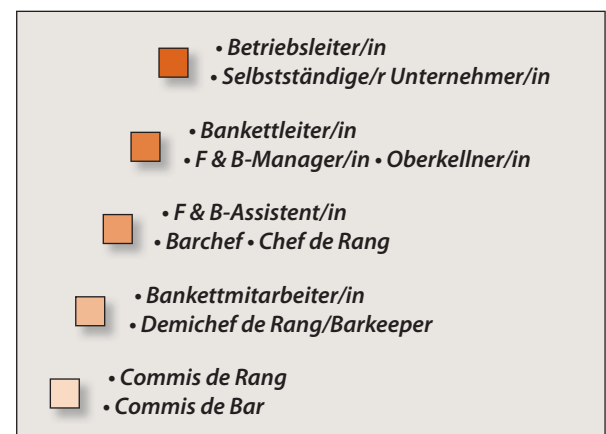 • Betriebsleiter/in
• Selbstständige/r Unternehmer/in
• Bankettleiter/in
• F & B-Manager/in • Oberkellner/in
• F & B-Assistent/in
• Barchef • Chef de Rang
• Bankettmitarbeiter/in
• Demichef de Rang/Barkeeper
• Commis de Rang
• Commis de Bar